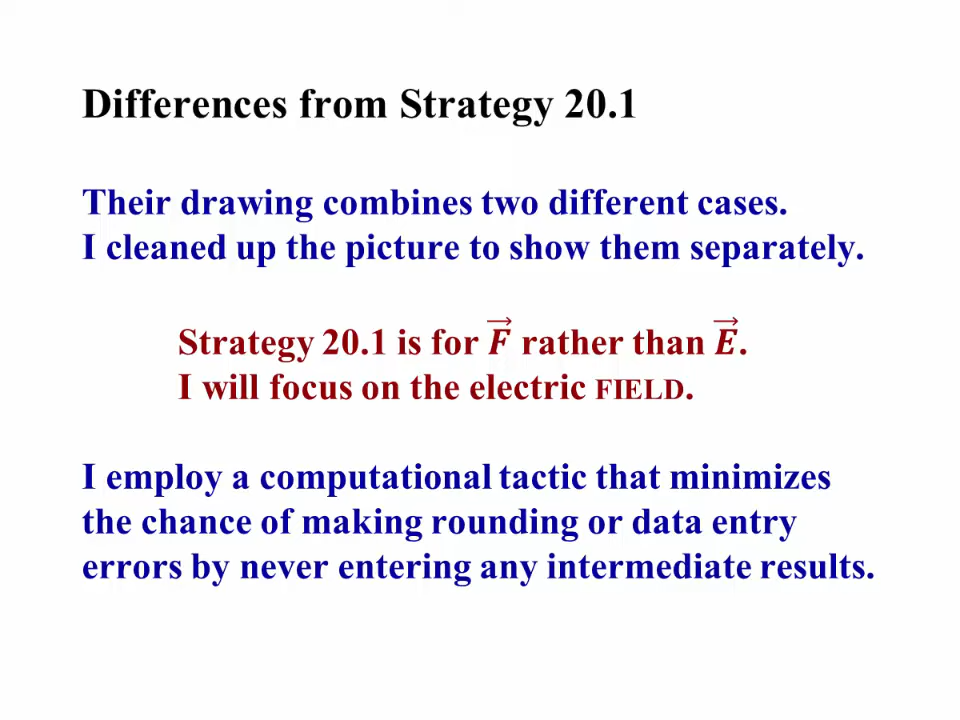 Differences from Strategy 20.1
Their drawing combines two different cases.
I cleaned up the picture to show them separately.
Strategy 20.1 is for $\vec{F}$ rather than $\vec{E}$.
I will focus on the electric FIELD.
I employ a computational tactic that minimizes
the chance of making rounding or data entry
errors by never entering any intermediate results.